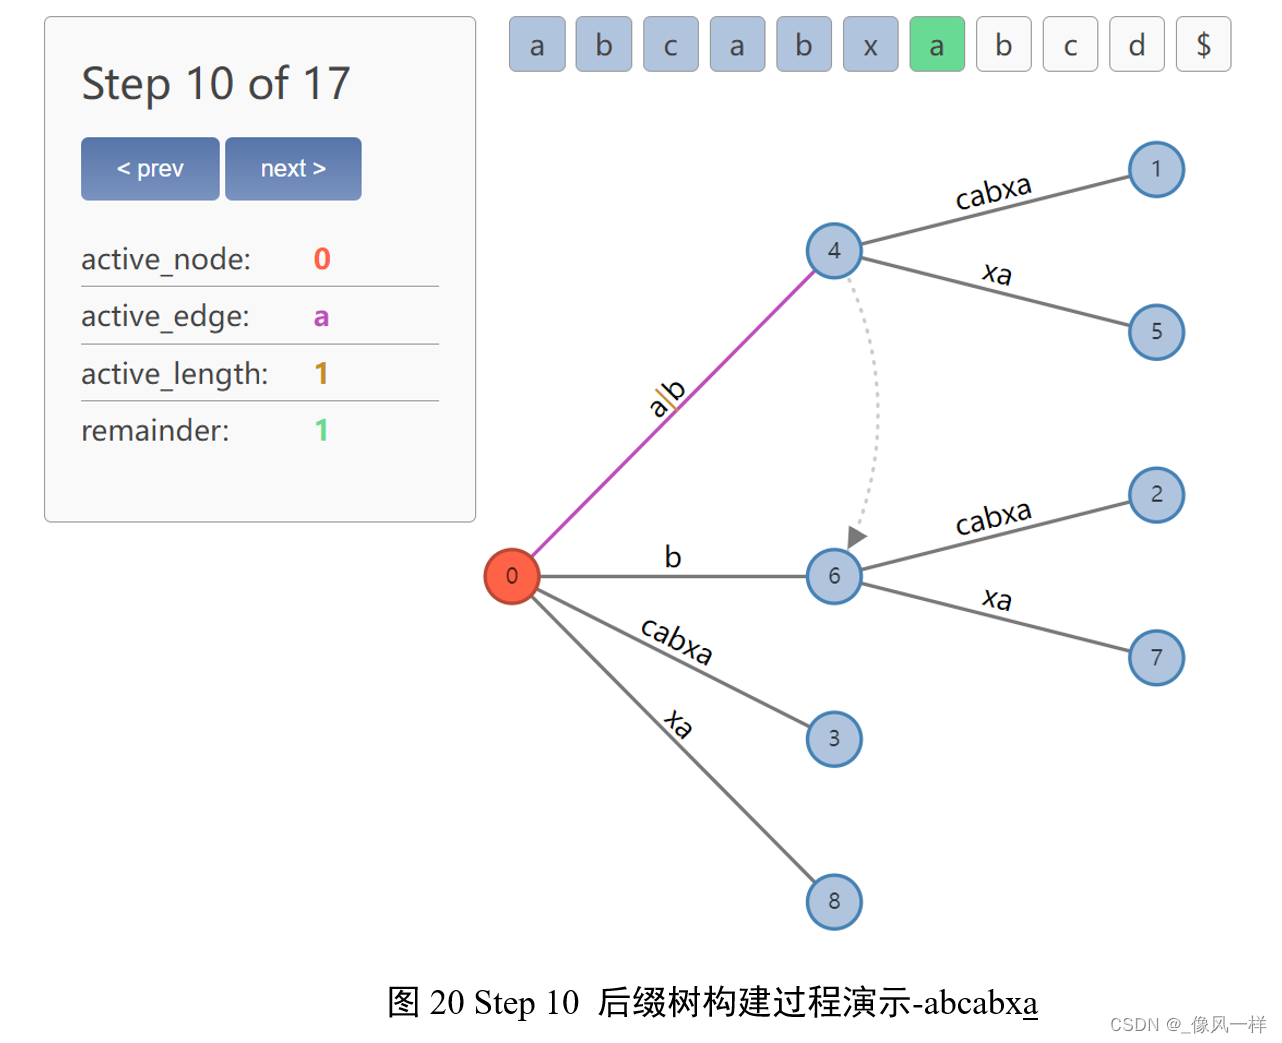 Step 10 of 17
< prev next >
active_node: 0
active_edge: a
active_length: 1
remainder: 1
a b c a b x a b c d $
cabxa
1
4
xa
5
a|b
cabxa
2
0
b
6
xa
7
cabxa
3
xa
8
图 20 Step 10 后缀树构建过程演示-abcabxa
CSDN @_像风一样